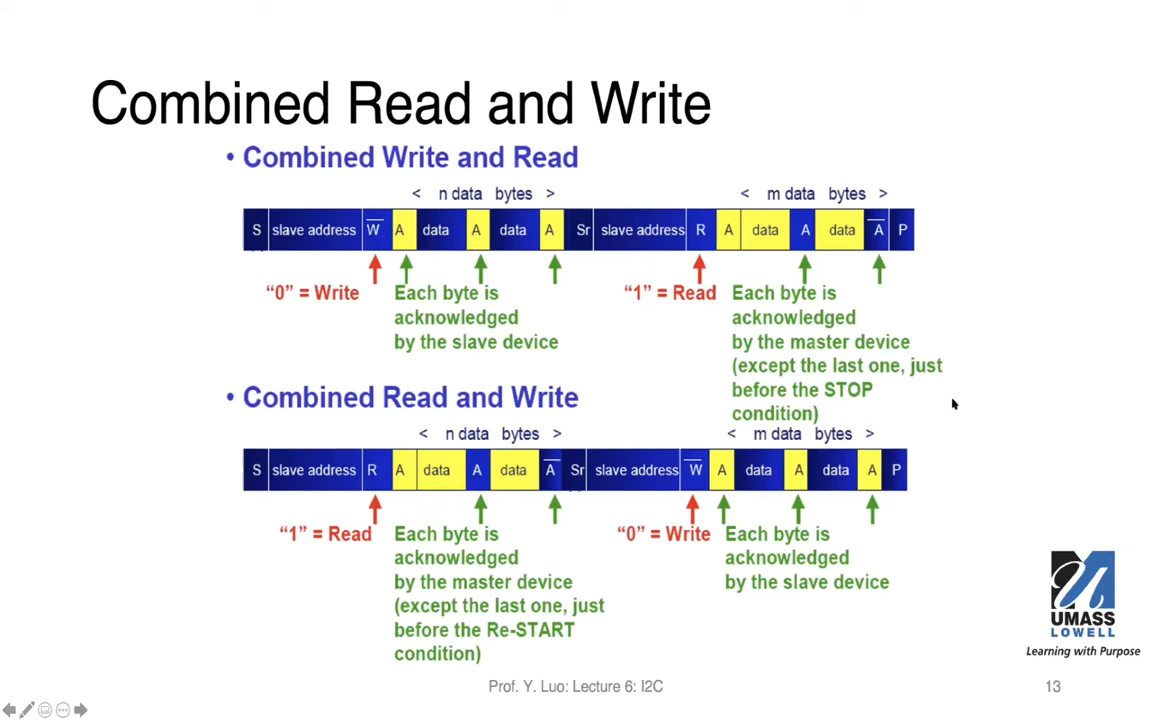 Combined Read and Write
• Combined Write and Read
< n data bytes >
< m data bytes >
S slave address W̅ A data A data A Sr slave address R A data A data A̅ P
“0” = Write
Each byte is
acknowledged
by the slave device
“1” = Read
Each byte is
acknowledged
by the master device
(except the last one, just
before the STOP
condition)
• Combined Read and Write
< n data bytes >
< m data bytes >
S slave address R A data A data A̅ Sr slave address W̅ A data A data A P
“1” = Read
Each byte is
acknowledged
by the master device
(except the last one, just
before the Re-START
condition)
“0” = Write
Each byte is
acknowledged
by the slave device
UMASS
LOWELL
Learning with Purpose
Prof. Y. Luo: Lecture 6: I2C
13